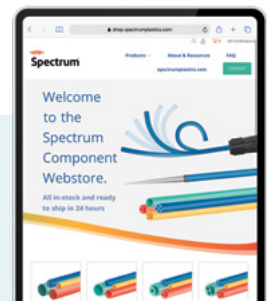 shop.spectrumplastics.com
Spectrum
Products
About & Resources
FAQ
spectrumplastics.com
CONTACT
Welcome
to the
Spectrum
Component
Webstore.
All in-stock and ready
to ship in 24 hours